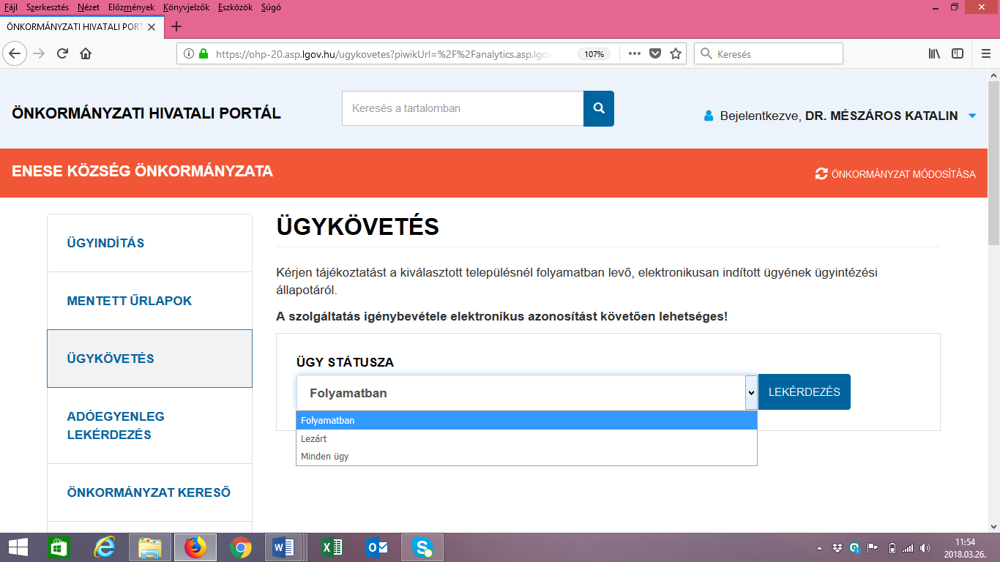 Fájl Szerkesztés Nézet Előzmények Könyvjelzők Eszközök Súgó
ÖNKORMÁNYZATI HIVATALI PORT
https://ohp-20.asp.lgov.hu/ugykovetes?piwikUrl=%2F%2Fanalytics.asp.lgov
107%
Keresés
ÖNKORMÁNYZATI HIVATALI PORTÁL
Keresés a tartalomban
Bejelentkezve, DR. MÉSZÁROS KATALIN
ENESE KÖZSÉG ÖNKORMÁNYZATA
ÖNKORMÁNYZAT MÓDOSÍTÁSA
ÜGYINDÍTÁS
MENTETT ŰRLAPOK
ÜGYKÖVETÉS
ADÓEGYENLEG
LEKÉRDEZÉS
ÖNKORMÁNYZAT KERESŐ
ÜGYKÖVETÉS
Kérjen tájékoztatást a kiválasztott településnél folyamatban levő, elektronikusan indított ügyének ügyintézési
állapotáról.
A szolgáltatás igénybevétele elektronikus azonosítást követően lehetséges!
ÜGY STÁTUSZA
Folyamatban
LEKÉRDEZÉS
Folyamatban
Lezárt
Minden ügy
11:54
2018.03.26.